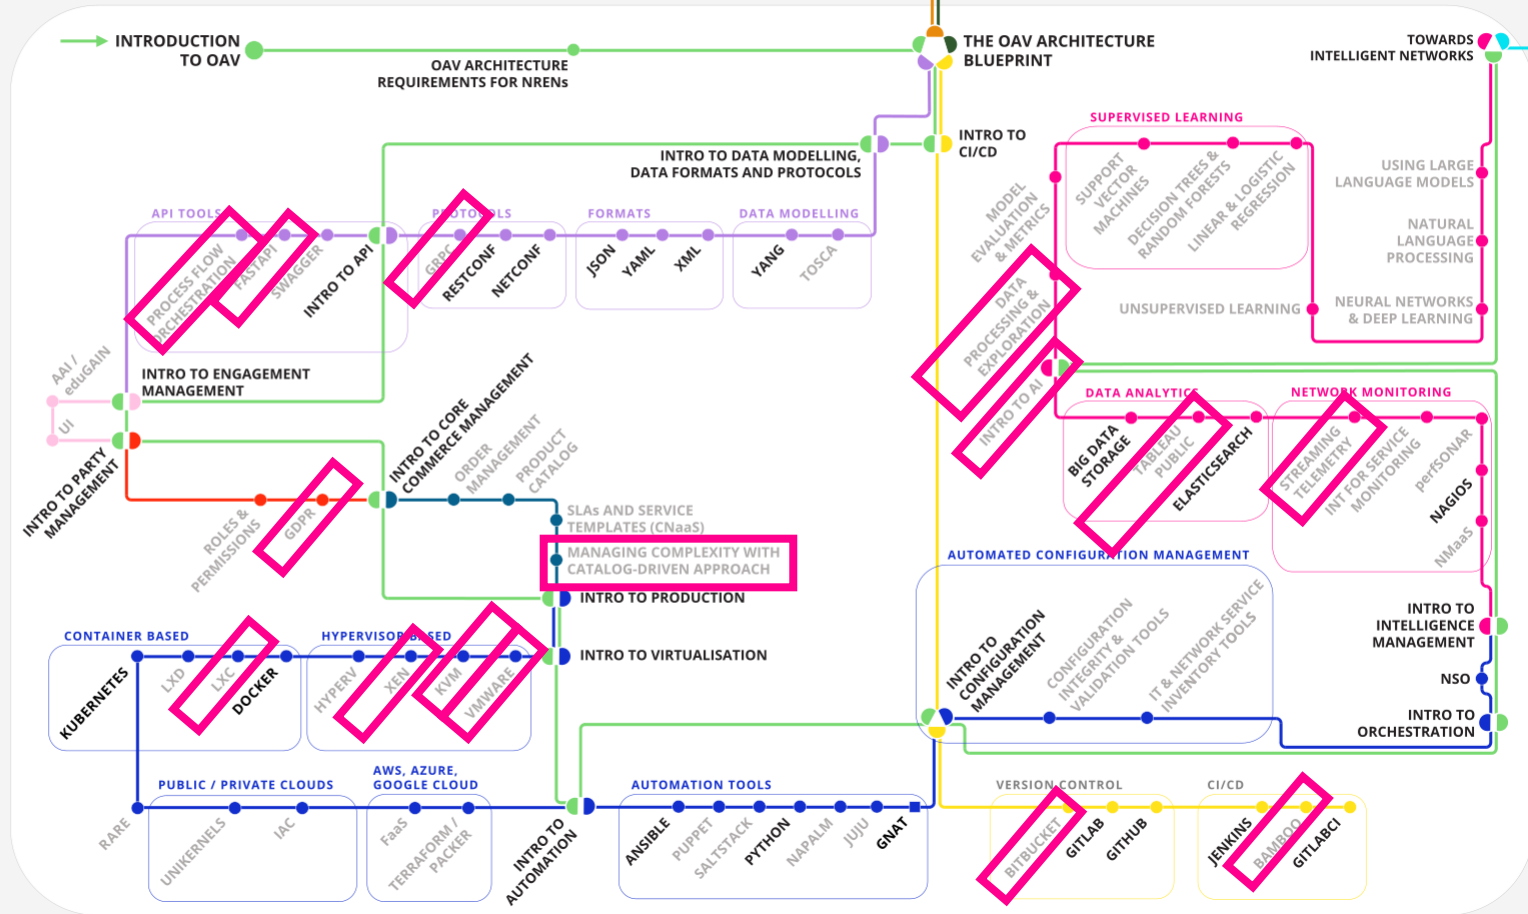 INTRODUCTION
TO OAV
OAV ARCHITECTURE
REQUIREMENTS FOR NRENs
THE OAV ARCHITECTURE
BLUEPRINT
TOWARDS
INTELLIGENT NETWORKS
INTRO TO
CI/CD
INTRO TO DATA MODELLING,
DATA FORMATS AND PROTOCOLS
SUPERVISED LEARNING
SUPPORT
VECTOR
MACHINES
DECISION TREES &
RANDOM FORESTS
LINEAR & LOGISTIC
REGRESSION
MODEL
EVALUATION
& METRICS
USING LARGE
LANGUAGE MODELS
NATURAL
LANGUAGE
PROCESSING
NEURAL NETWORKS
& DEEP LEARNING
UNSUPERVISED LEARNING
DATA
PROCESSING &
EXPLORATION
INTRO TO AI
API TOOLS
PROCESS FLOW
ORCHESTRATION
FASTAPI
SWAGGER
INTRO TO API
PROTOCOLS
GRPC
RESTCONF
NETCONF
FORMATS
JSON
YAML
XML
DATA MODELLING
YANG
TOSCA
AAI /
eduGAIN
UI
INTRO TO ENGAGEMENT
MANAGEMENT
INTRO TO PARTY
MANAGEMENT
ROLES &
PERMISSIONS
GDPR
INTRO TO CORE
COMMERCE MANAGEMENT
ORDER
MANAGEMENT
PRODUCT
CATALOG
SLAs AND SERVICE
TEMPLATES (CNaaS)
MANAGING COMPLEXITY WITH
CATALOG-DRIVEN APPROACH
INTRO TO PRODUCTION
INTRO TO VIRTUALISATION
DATA ANALYTICS
BIG DATA
STORAGE
TABLEAU
PUBLIC
ELASTICSEARCH
NETWORK MONITORING
STREAMING
TELEMETRY
INT FOR SERVICE
MONITORING
perfSONAR
NAGIOS
NMaaS
AUTOMATED CONFIGURATION MANAGEMENT
INTRO TO
CONFIGURATION
MANAGEMENT
CONFIGURATION
INTEGRITY &
VALIDATION TOOLS
IT & NETWORK SERVICE
INVENTORY TOOLS
INTRO TO
INTELLIGENCE
MANAGEMENT
NSO
INTRO TO
ORCHESTRATION
CONTAINER BASED
KUBERNETES
LXD
LXC
DOCKER
HYPERVISOR BASED
HYPERV
XEN
KVM
VMWARE
RARE
PUBLIC / PRIVATE CLOUDS
UNIKERNELS
IAC
AWS, AZURE,
GOOGLE CLOUD
FaaS
TERRAFORM /
PACKER
INTRO TO
AUTOMATION
AUTOMATION TOOLS
ANSIBLE
PUPPET
SALTSTACK
PYTHON
NAPALM
JUJU
GNAT
VERSION CONTROL
BITBUCKET
GITLAB
GITHUB
CI/CD
JENKINS
BAMBOO
GITLABCI